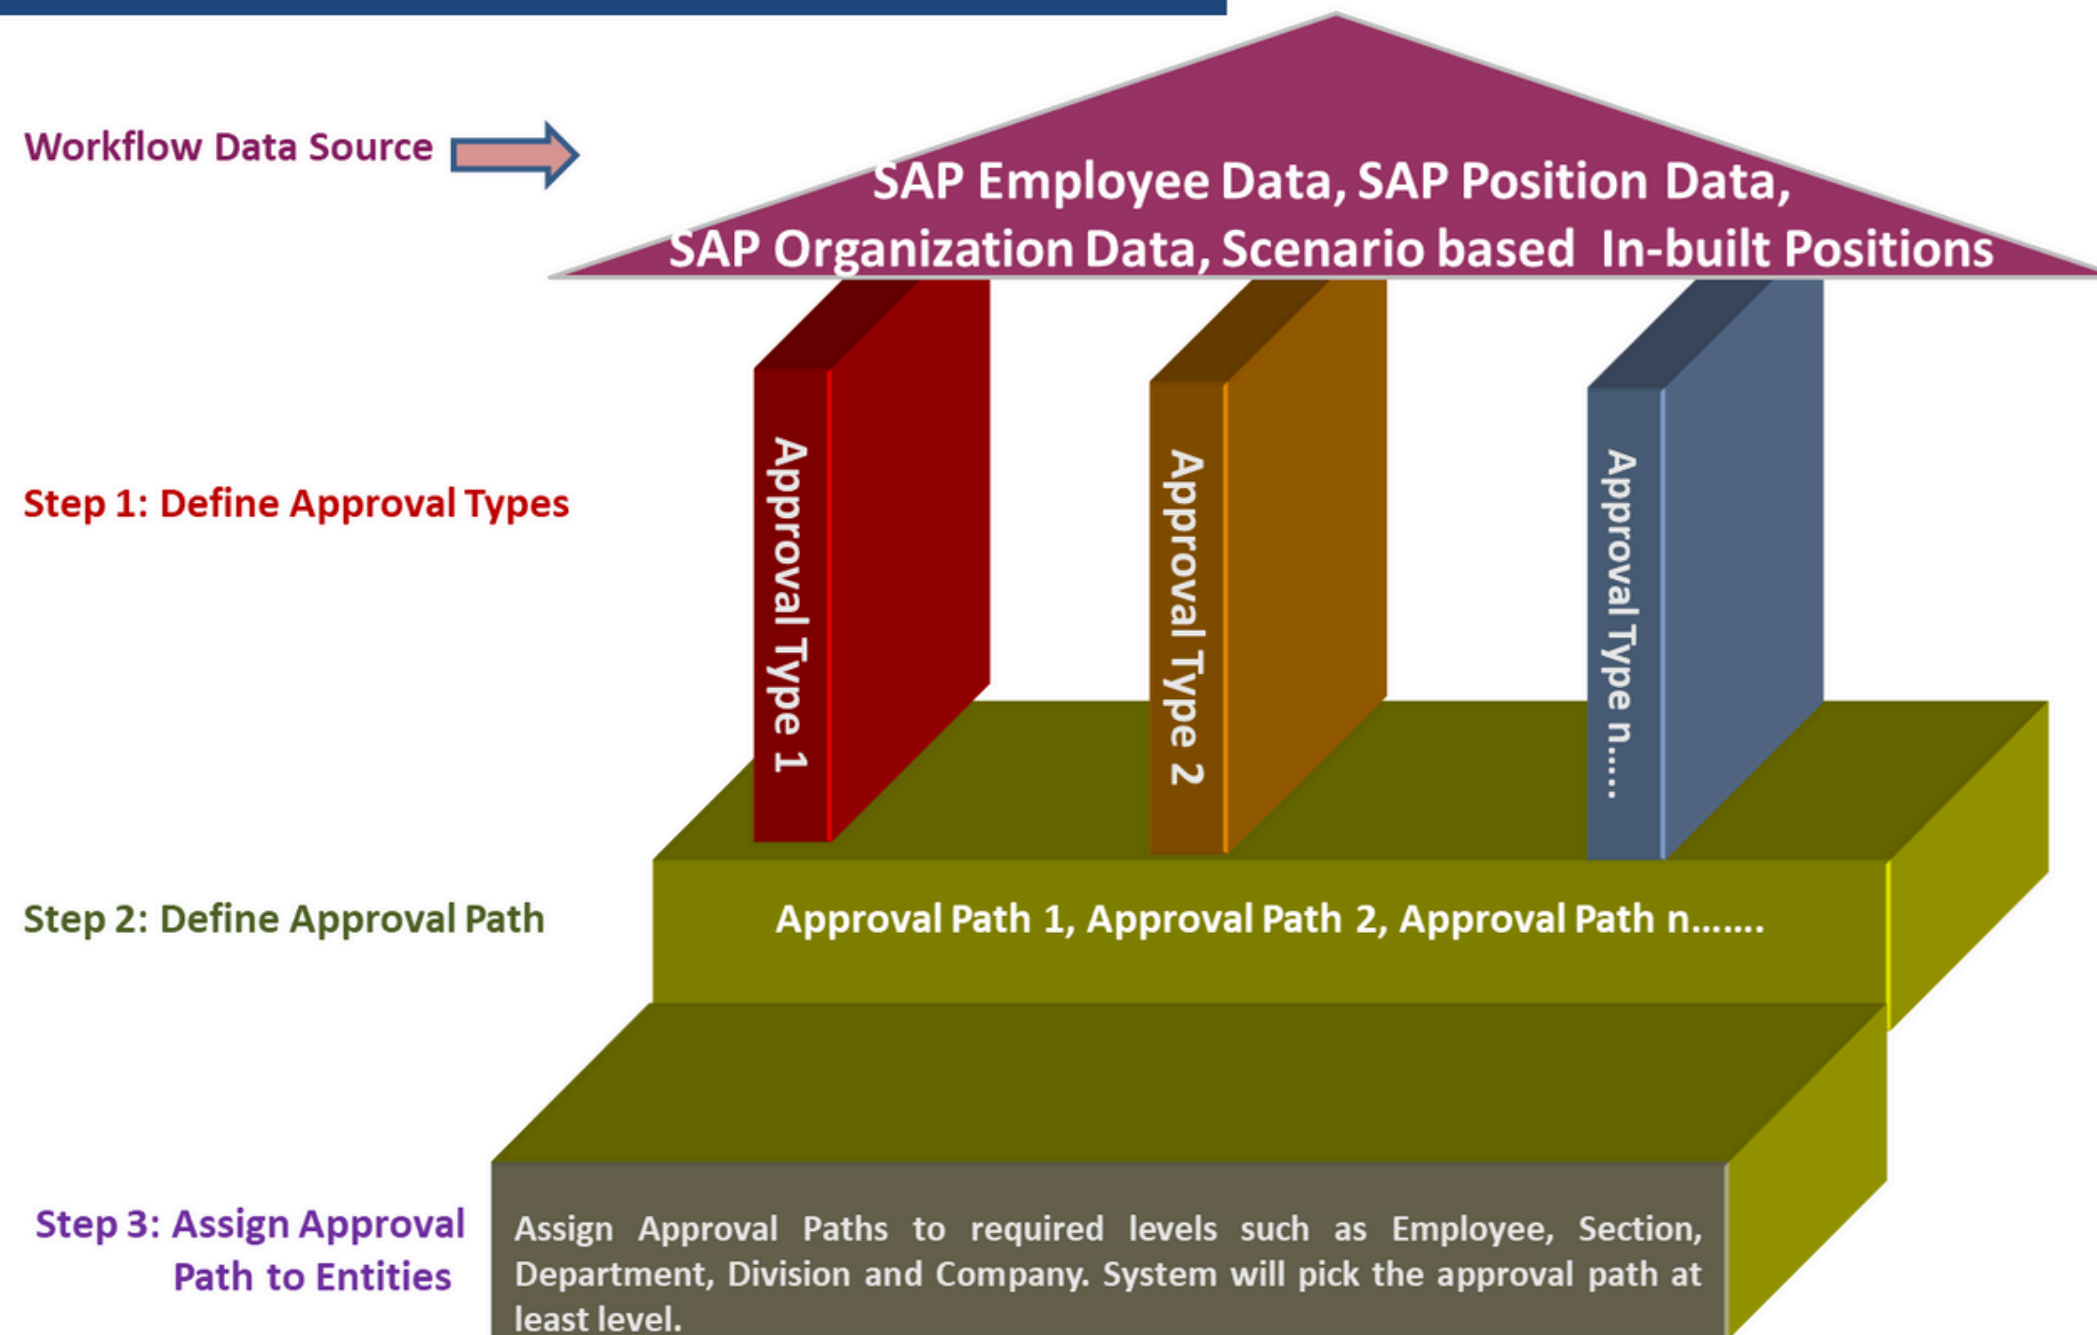 Workflow Data Source
SAP Employee Data, SAP Position Data,
SAP Organization Data, Scenario based In-built Positions
Step 1: Define Approval Types
Approval Type 1
Approval Type 2
Approval Type n.....
Step 2: Define Approval Path
Approval Path 1, Approval Path 2, Approval Path n.......
Step 3: Assign Approval
Path to Entities
Assign Approval Paths to required levels such as Employee, Section,
Department, Division and Company. System will pick the approval path at
least level.